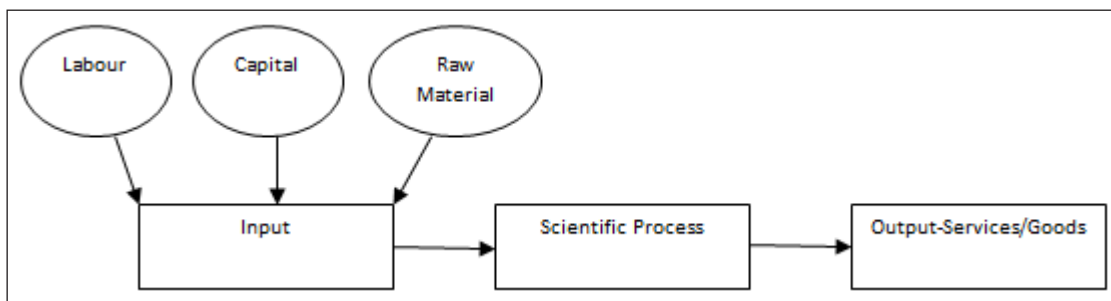 Labour
Capital
Raw
Material
Input
Scientific Process
Output-Services/Goods